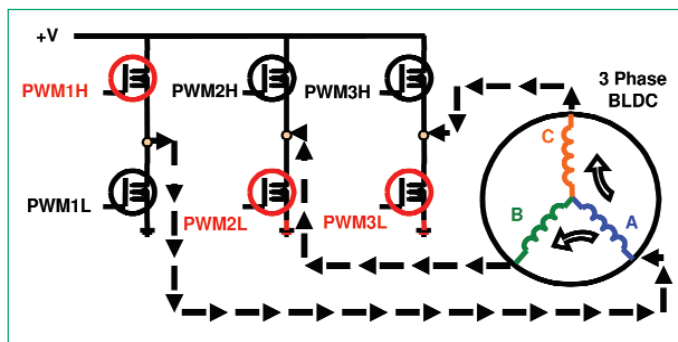 +V
PWM1H
PWM2H
PWM3H
3 Phase
BLDC
PWM1L
PWM2L
PWM3L
C
B
A